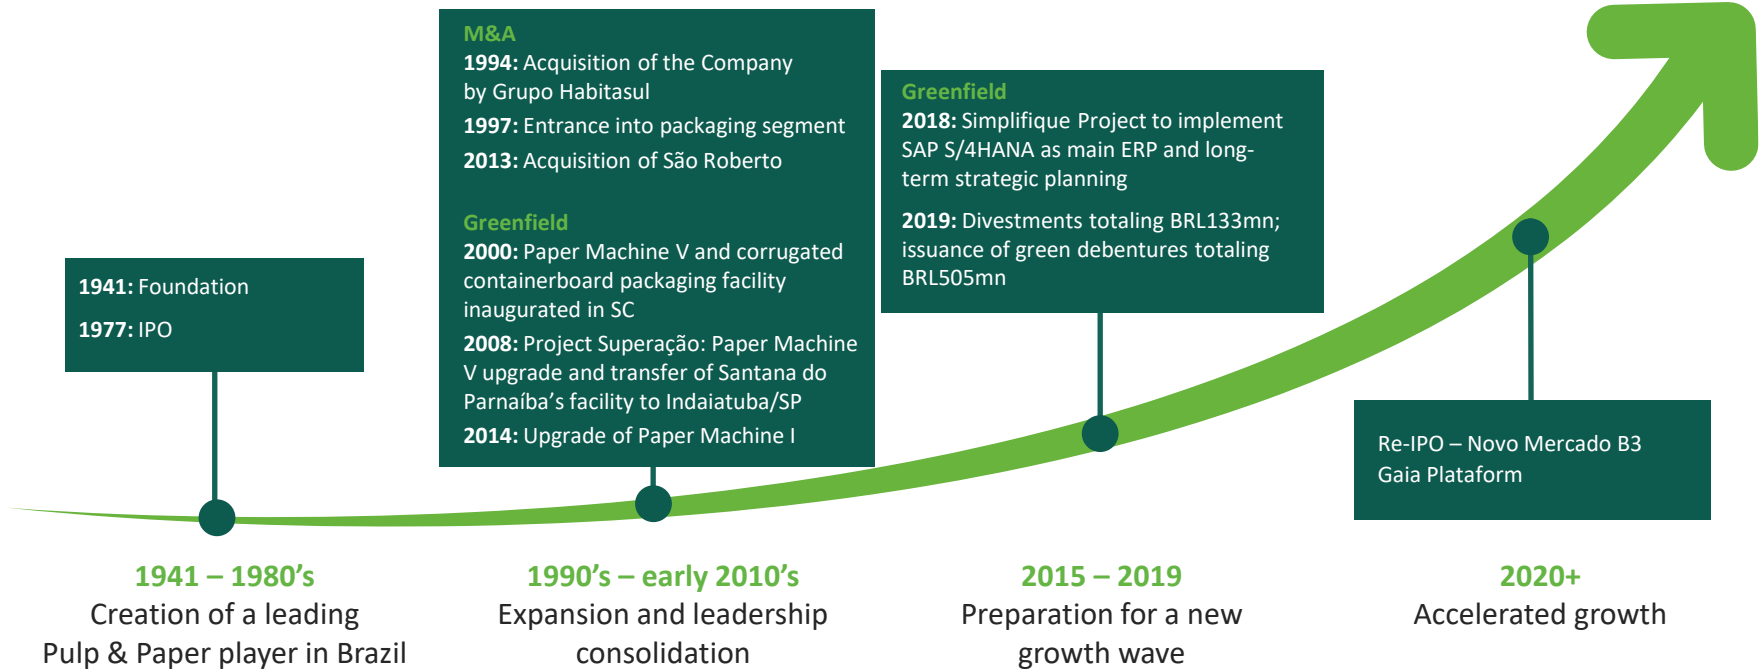 1941: Foundation
1977: IPO
M&A
1994: Acquisition of the Company
by Grupo Habitasul
1997: Entrance into packaging segment
2013: Acquisition of São Roberto
Greenfield
2000: Paper Machine V and corrugated
containerboard packaging facility
inaugurated in SC
2008: Project Superação: Paper Machine
V upgrade and transfer of Santana do
Parnaíba's facility to Indaiatuba/SP
2014: Upgrade of Paper Machine I
Greenfield
2018: Simplifique Project to implement
SAP S/4HANA as main ERP and long-
term strategic planning
2019: Divestments totaling BRL133mn;
issuance of green debentures totaling
BRL505mn
Re-IPO – Novo Mercado B3
Gaia Plataform
1941 – 1980's
Creation of a leading
Pulp & Paper player in Brazil
1990's – early 2010's
Expansion and leadership
consolidation
2015 – 2019
Preparation for a new
growth wave
2020+
Accelerated growth